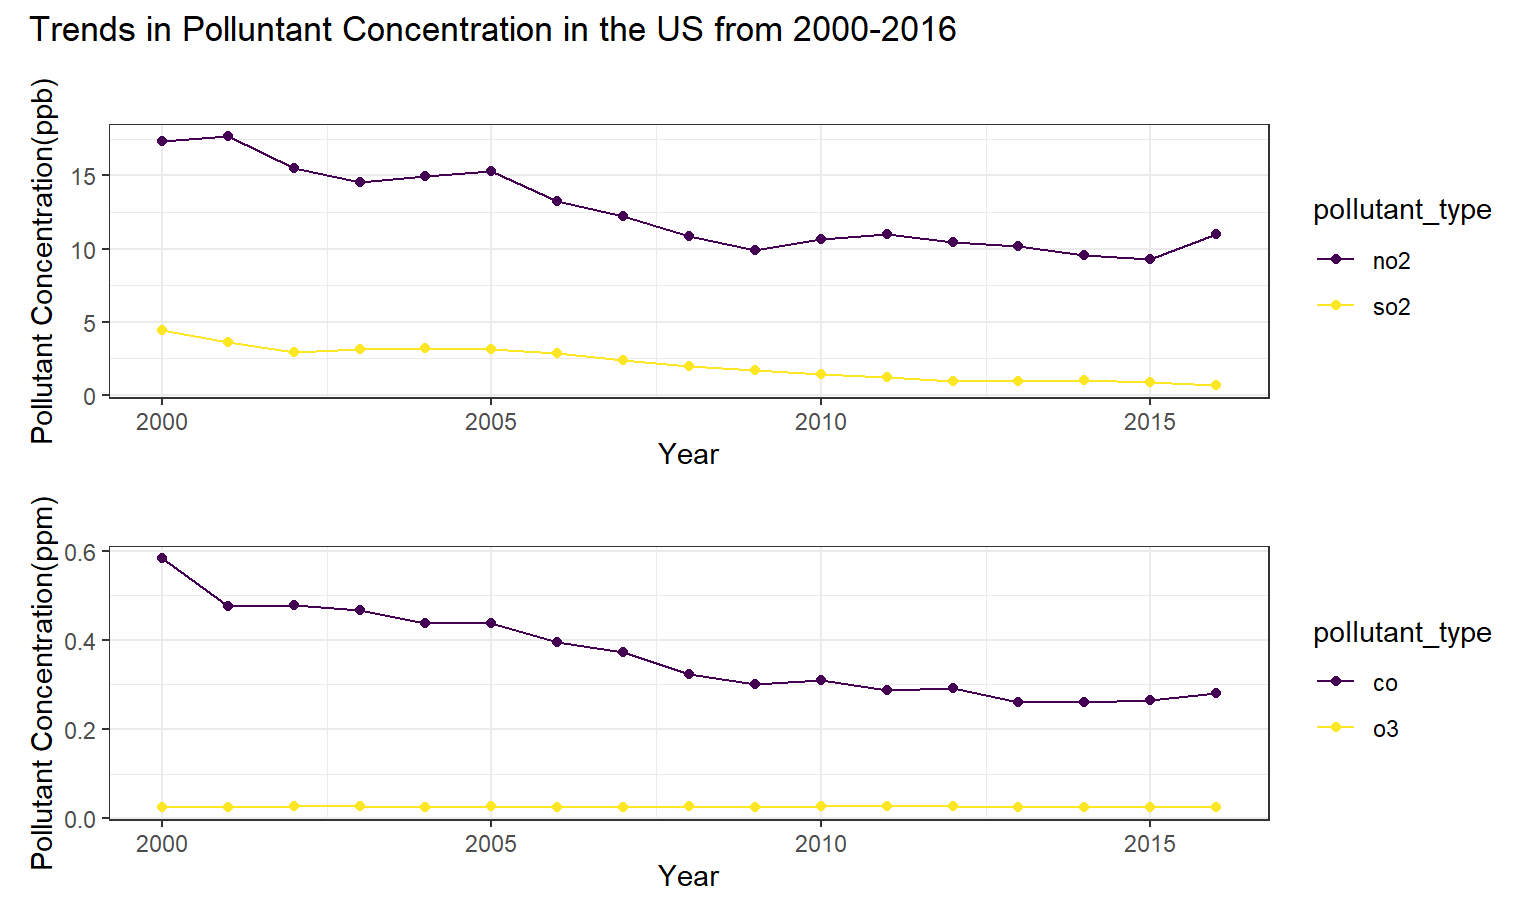 Trends in Polluntant Concentration in the US from 2000-2016
Pollutant Concentration(ppb)
15
10
5
0
2000 2005 2010 2015
Year
pollutant_type
no2
so2
Pollutant Concentration(ppm)
0.6
0.4
0.2
0.0
2000 2005 2010 2015
Year
pollutant_type
co
o3